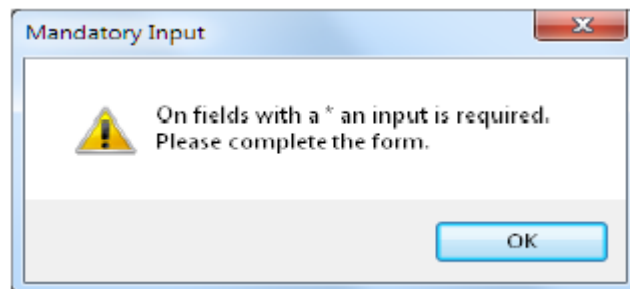 Mandatory Input
On fields with a * an input is required.
Please complete the form.
OK